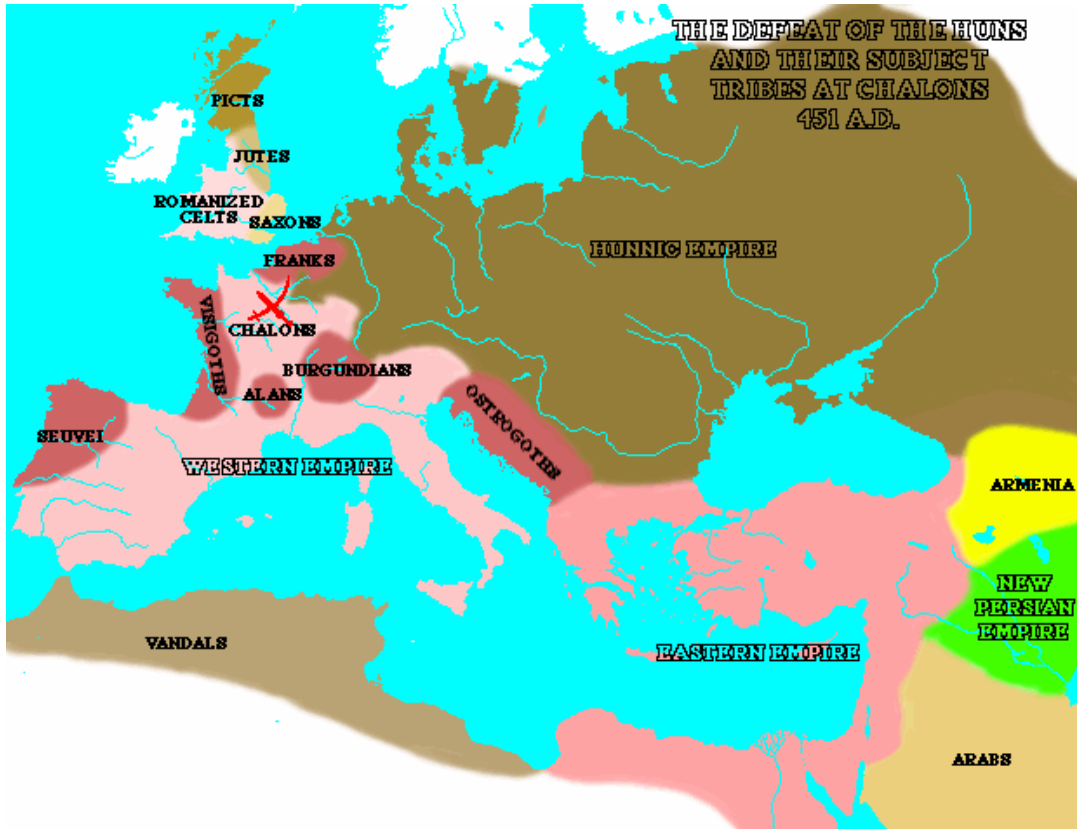 THE DEFEAT OF THE HUNS
AND THEIR SUBJECT
TRIBES AT CHALONS
451 A.D.
PICTS
JUTES
ROMANIZED
CELTS
SAXONS
HUNNIC EMPIRE
FRANKS
VISIGOTHS
CHALONS
BURGUNDIANS
ALANS
OSTROGOTHS
SEUVEI
WESTERN EMPIRE
ARMENIA
NEW
PERSIAN
EMPIRE
VANDALS
EASTERN EMPIRE
ARABS